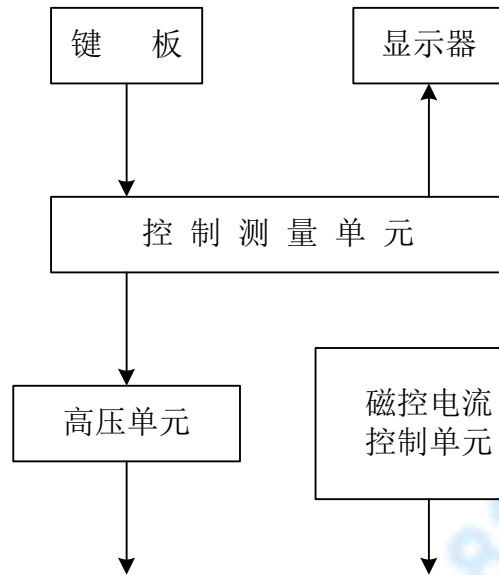 键 板
显示器
控制测量单元
高压单元
磁控电流
控制单元